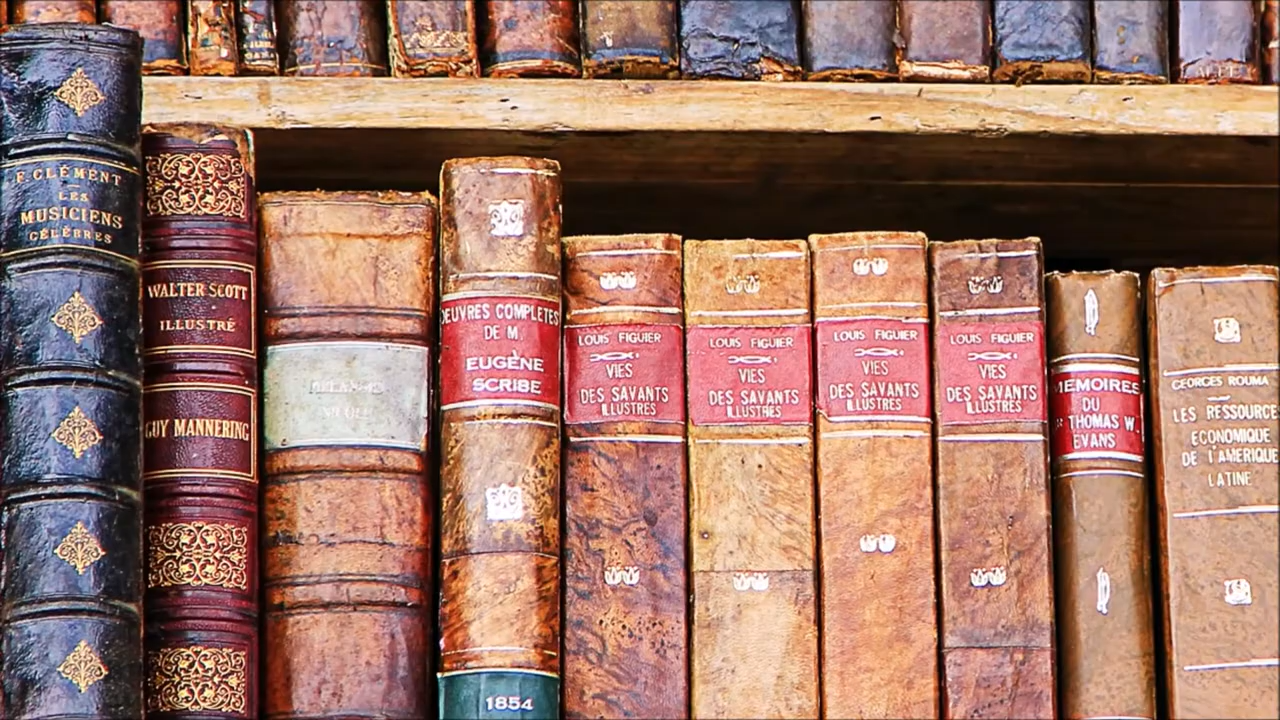 F. CLÉMENT
LES
MUSICIENS
CÉLÈBRES
WALTER SCOTT
ILLUSTRÉ
GUY MANNERING
OEUVRES COMPLETES
DE M.
EUGÈNE
SCRIBE
1854
LOUIS FIGUIER
VIES
DES SAVANTS
ILLUSTRES
LOUIS FIGUIER
VIES
DES SAVANTS
ILLUSTRES
LOUIS FIGUIER
VIES
DES SAVANTS
ILLUSTRES
LOUIS FIGUIER
VIES
DES SAVANTS
ILLUSTRES
MEMOIRES
DU
THOMAS W.
EVANS
GEORGES ROUMA
LES RESSOURCE
ECONOMIQUE
DE l'AMERIQUE
LATINE